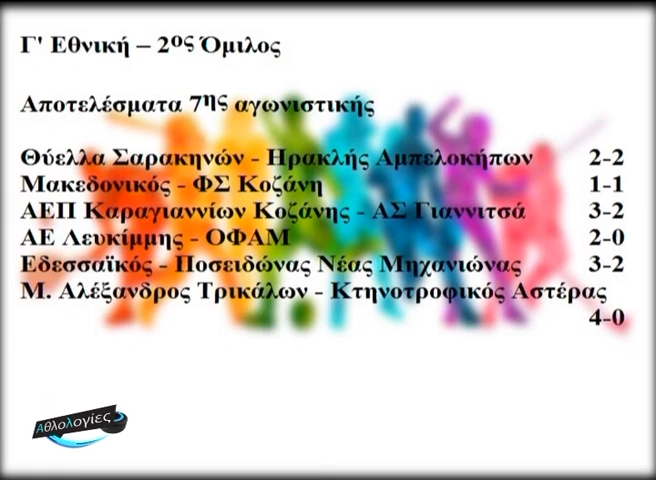 Γ' Εθνική – 2ος Όμιλος
Αποτελέσματα 7ης αγωνιστικής
Θύελλα Σαρακηνών - Ηρακλής Αμπελοκήπων 2-2
Μακεδονικός - ΦΣ Κοζάνη 1-1
ΑΕΠ Καραγιαννίων Κοζάνης - ΑΣ Γιαννιτσά 3-2
ΑΕ Λευκίμμης - ΟΦΑΜ 2-0
Εδεσσαϊκός - Ποσειδώνας Νέας Μηχανιώνας 3-2
Μ. Αλέξανδρος Τρικάλων - Κτηνοτροφικός Αστέρας
4-0
Αθλολογίες